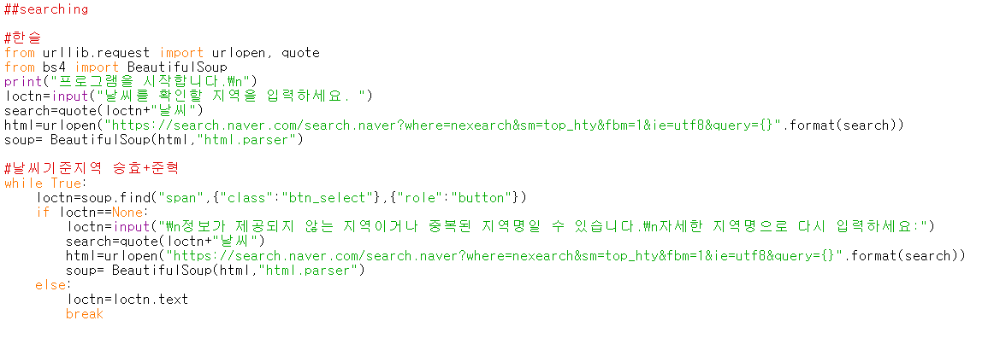 ##searching
#한슬
from urllib.request import urlopen, quote
from bs4 import BeautifulSoup
print("프로그램을 시작합니다.₩n")
loctn=input("날씨를 확인할 지역을 입력하세요. ")
search=quote(loctn+"날씨")
html=urlopen("https://search.naver.com/search.naver?where=nexearch&sm=top_hty&fbm=1&ie=utf8&query={}".format(search))
soup= BeautifulSoup(html,"html.parser")
#날씨기준지역 승효+준혁
while True:
    loctn=soup.find("span",{"class":"btn_select"},{"role":"button"})
    if loctn==None:
        loctn=input("₩n정보가 제공되지 않는 지역이거나 중복된 지역명일 수 있습니다.₩n자세한 지역명으로 다시 입력하세요:")
        search=quote(loctn+"날씨")
        html=urlopen("https://search.naver.com/search.naver?where=nexearch&sm=top_hty&fbm=1&ie=utf8&query={}".format(search))
        soup= BeautifulSoup(html,"html.parser")
    else:
        loctn=loctn.text
        break